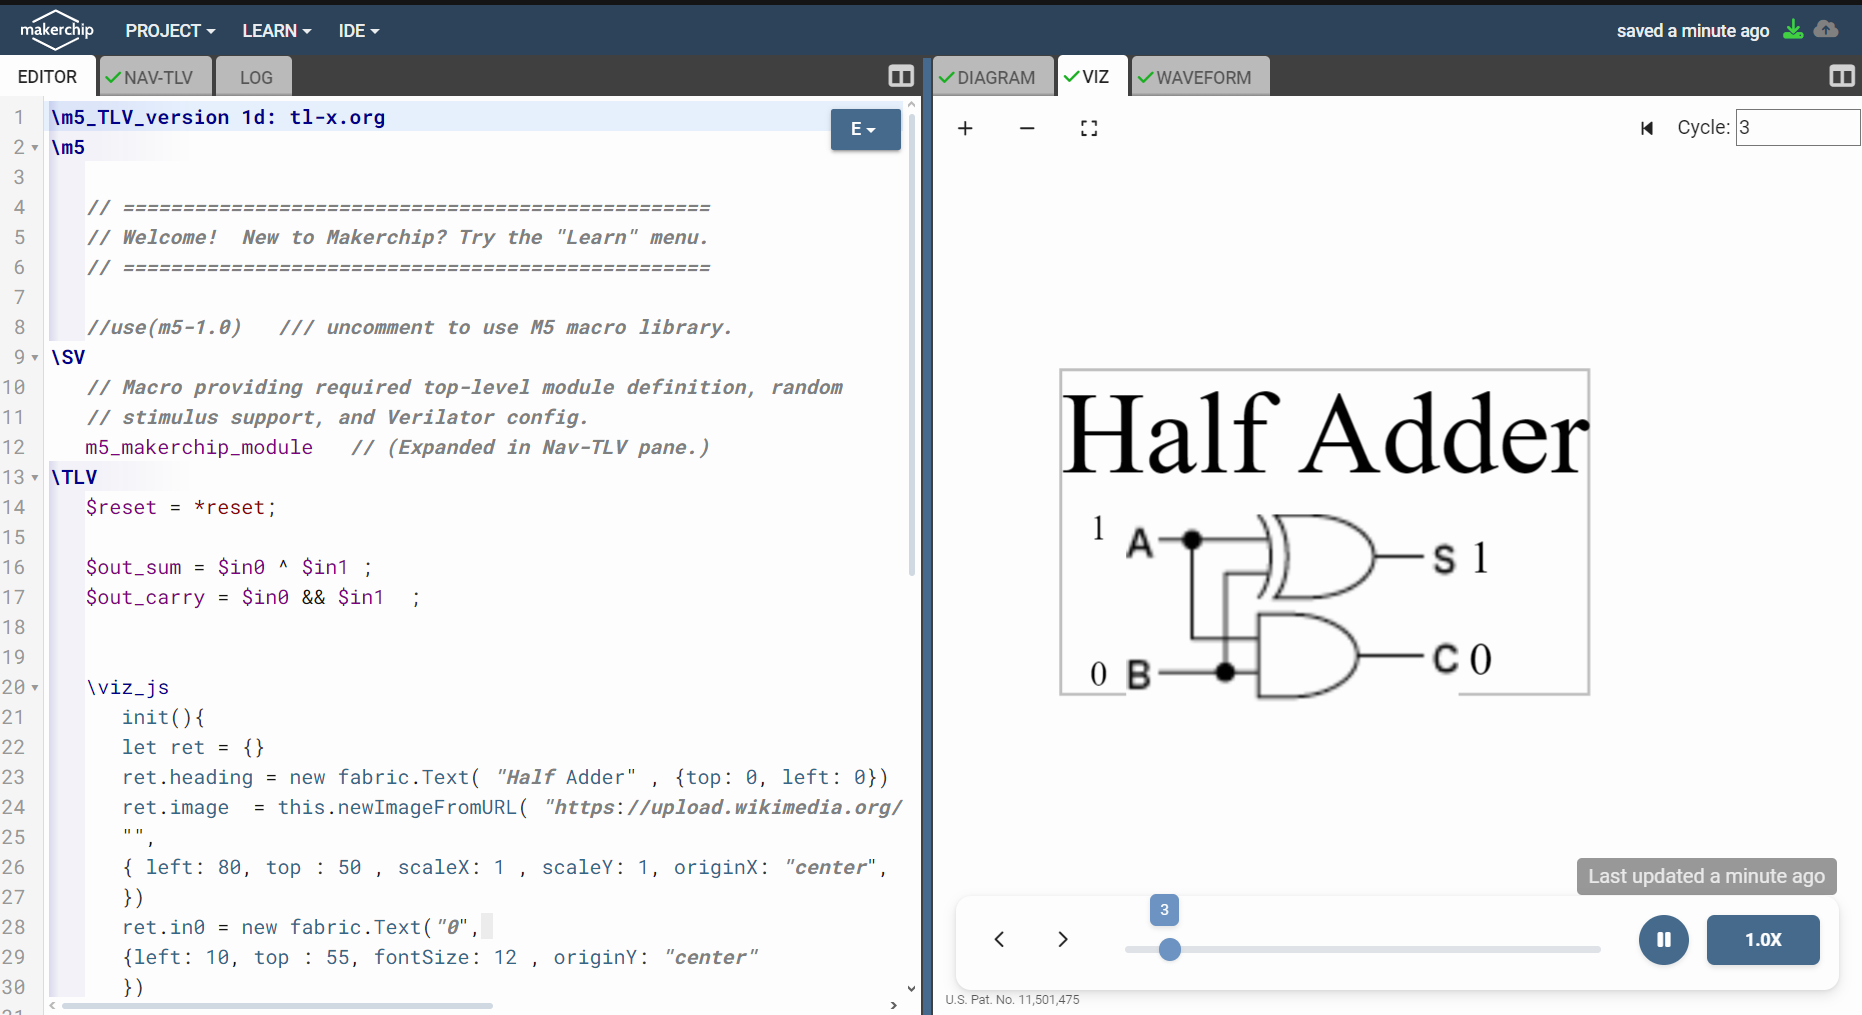 makerchip PROJECT LEARN IDE saved a minute ago
EDITOR NAV-TLV LOG
1 \m5_TLV_version 1d: tl-x.org
E
2 \m5
3
4 // =================================================
5 // Welcome!  New to Makerchip? Try the "Learn" menu.
6 // =================================================
7
8 //use(m5-1.0)   /// uncomment to use M5 macro library.
9 \SV
10 // Macro providing required top-level module definition, random
11 // stimulus support, and Verilator config.
12 m5_makerchip_module   // (Expanded in Nav-TLV pane.)
13 \TLV
14 $reset = *reset;
15
16 $out_sum = $in0 ^ $in1 ;
17 $out_carry = $in0 && $in1  ;
18
19
20 \viz_js
21 init(){
22 let ret = {}
23 ret.heading = new fabric.Text( "Half Adder" , {top: 0, left: 0})
24 ret.image  = this.newImageFromURL( "https://upload.wikimedia.org/
25 "",
26 { left: 80, top : 50 , scaleX: 1 , scaleY: 1, originX: "center",
27 })
28 ret.in0 = new fabric.Text("0",
29 {left: 10, top : 55, fontSize: 12 , originY: "center"
30 })
DIAGRAM VIZ WAVEFORM
Cycle: 3
Half Adder
1 A S 1
0 B C 0
Last updated a minute ago
3
1.0X
U.S. Pat. No. 11,501,475